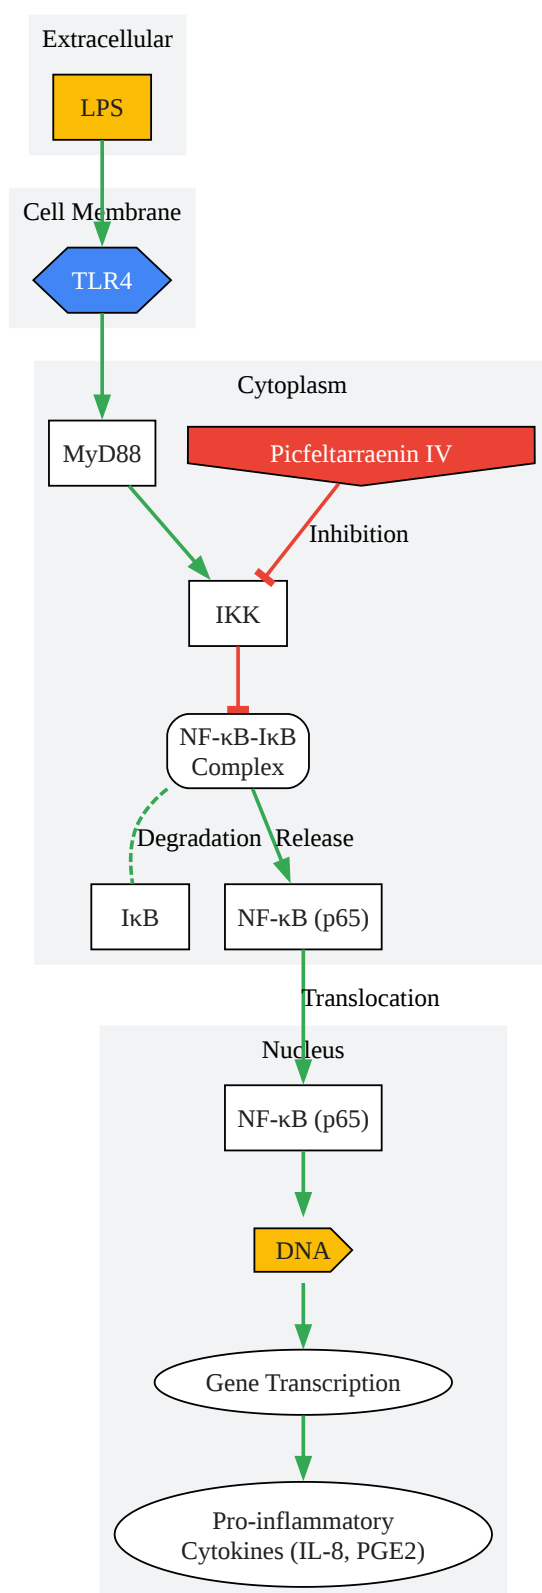 Extracellular
LPS
Cell Membrane
TLR4
Cytoplasm
MyD88
Picfeltarraenin IV
Inhibition
IKK
NF-κB-IκB
Complex
Degradation
Release
IκB
NF-κB (p65)
Translocation
Nucleus
NF-κB (p65)
DNA
Gene Transcription
Pro-inflammatory
Cytokines (IL-8, PGE2)